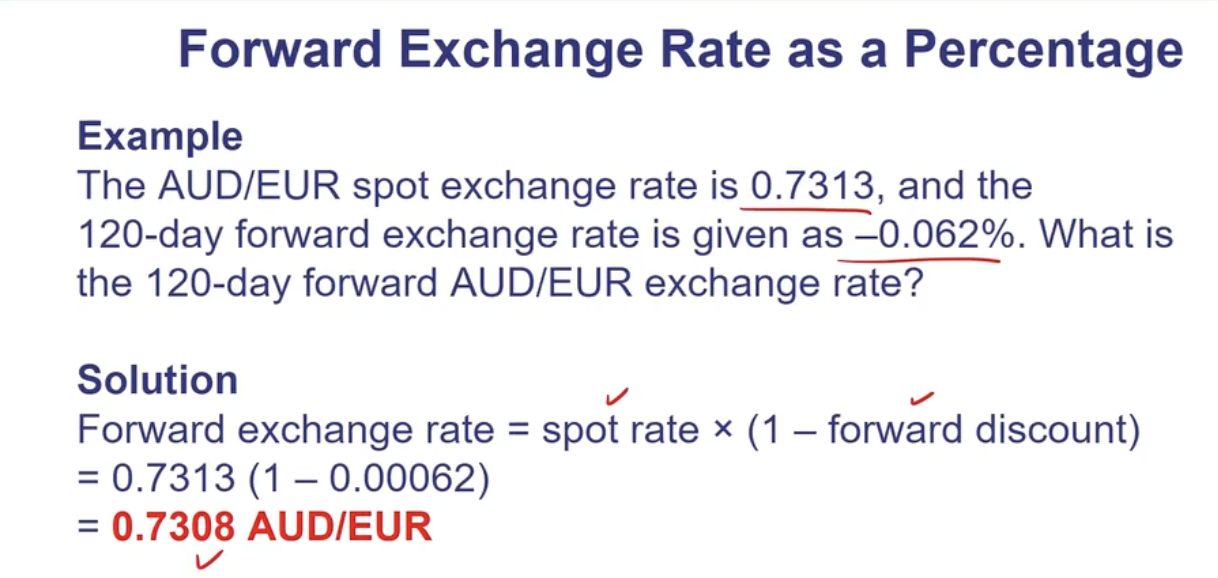 Forward Exchange Rate as a Percentage
Example
The AUD/EUR spot exchange rate is 0.7313, and the
120-day forward exchange rate is given as –0.062%. What is
the 120-day forward AUD/EUR exchange rate?
Solution
Forward exchange rate = spot rate × (1 – forward discount)
= 0.7313 (1 – 0.00062)
= 0.7308 AUD/EUR